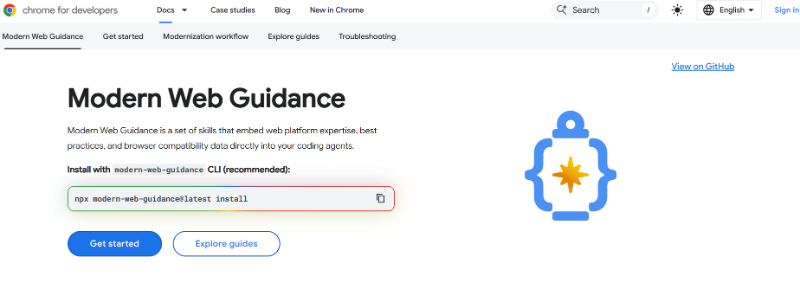 chrome for developers
Docs
Case studies
Blog
New in Chrome
Search
/
English
Sign in
Modern Web Guidance
Get started
Modernization workflow
Explore guides
Troubleshooting
View on GitHub
Modern Web Guidance
Modern Web Guidance is a set of skills that embed web platform expertise, best
practices, and browser compatibility data directly into your coding agents.
Install with modern-web-guidance CLI (recommended):
npx modern-web-guidance@latest install
Get started
Explore guides